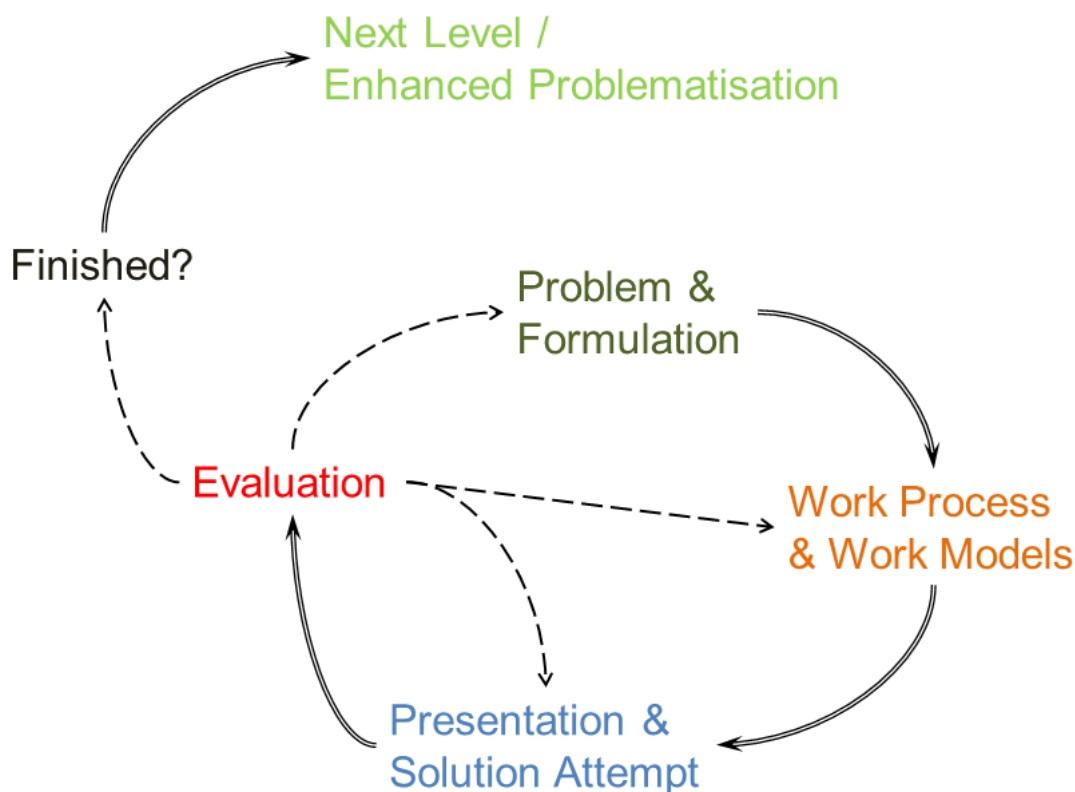 Next Level /
Enhanced Problematisation
Finished?
Problem &
Formulation
Evaluation
Work Process
& Work Models
Presentation &
Solution Attempt